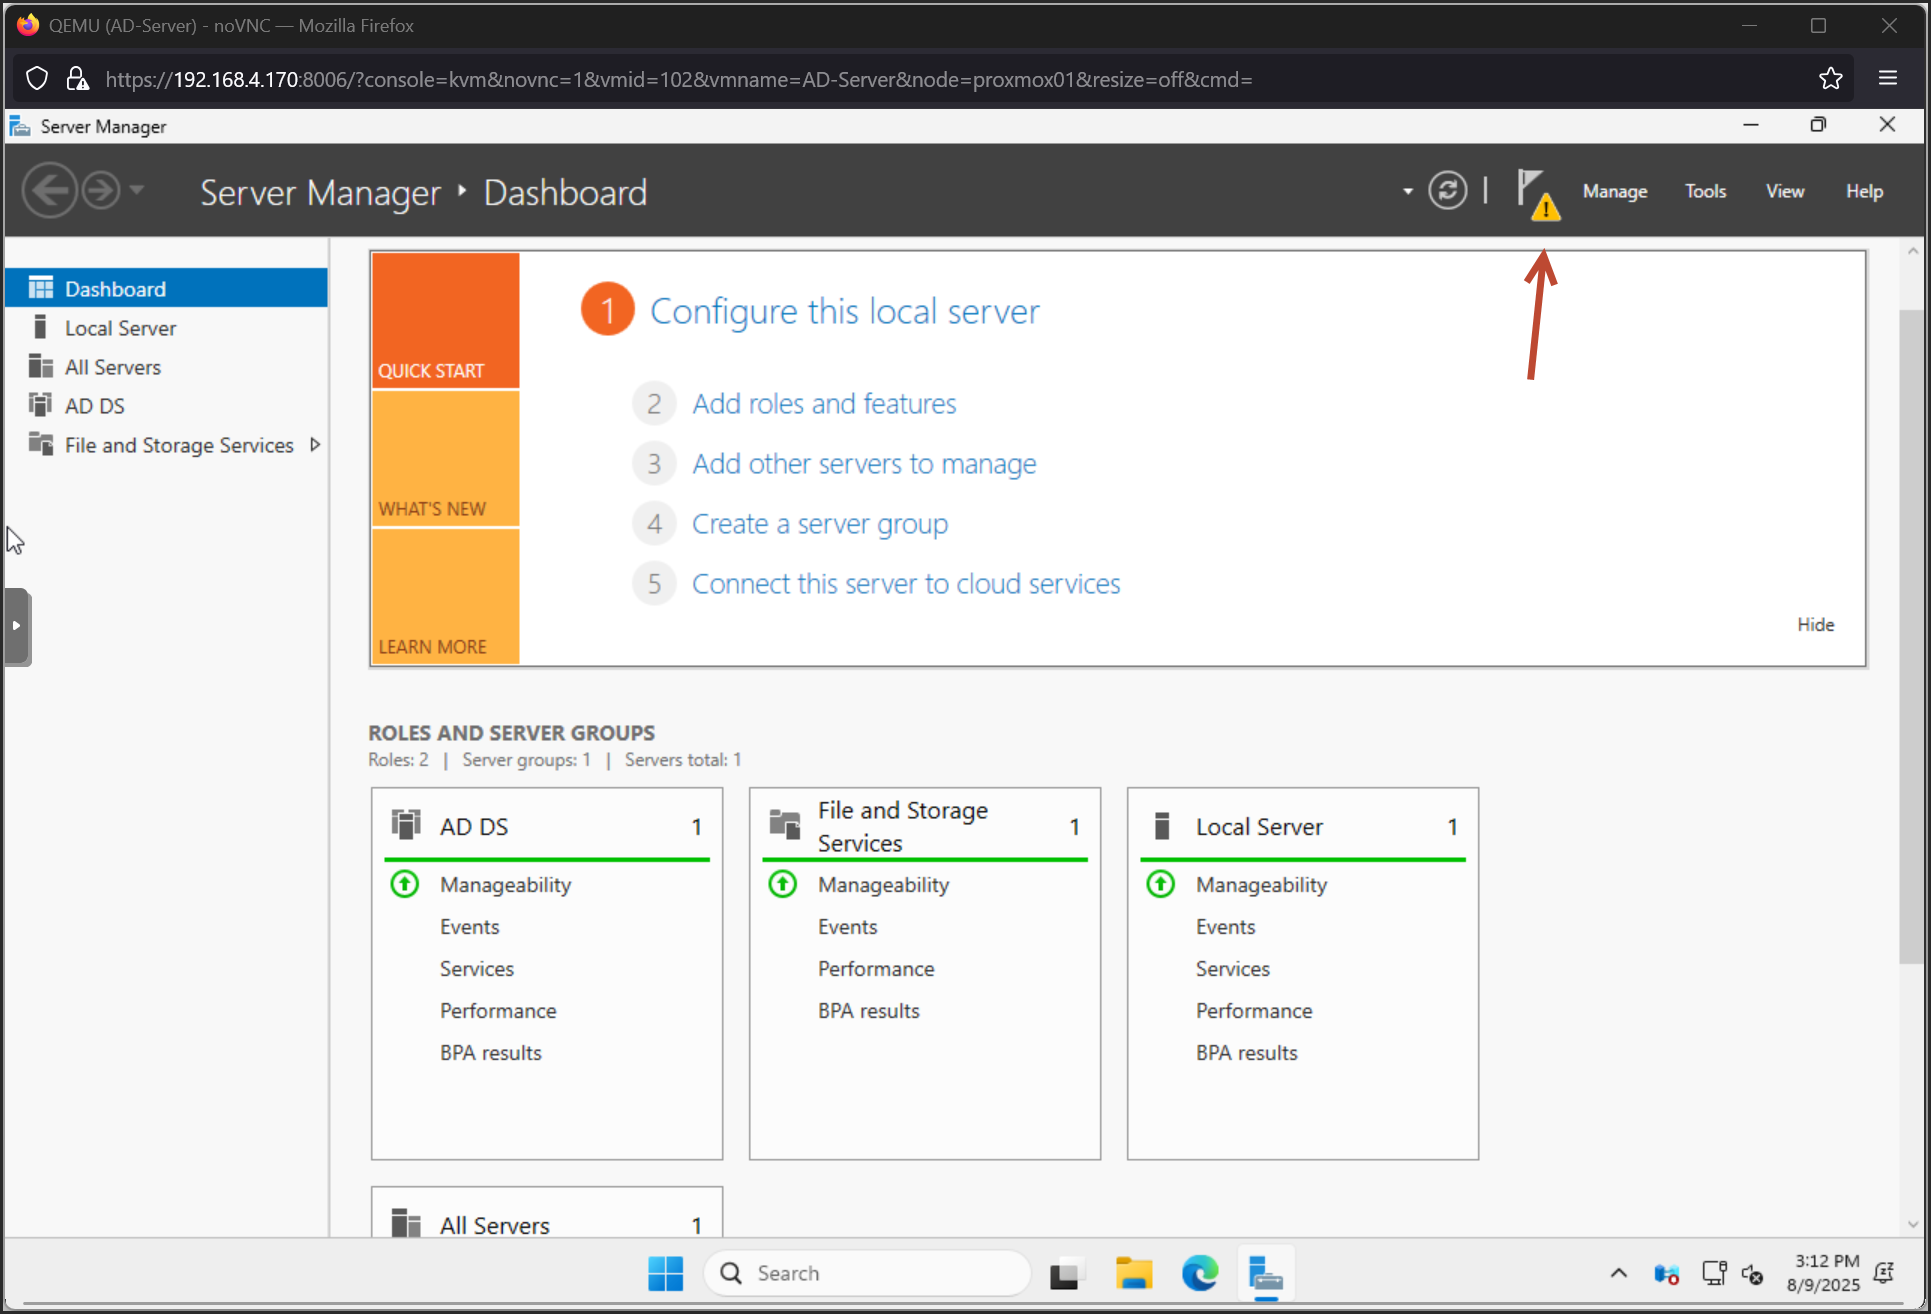 QEMU (AD-Server) - noVNC — Mozilla Firefox
https://192.168.4.170:8006/?console=kvm&novnc=1&vmid=102&vmname=AD-Server&node=proxmox01&resize=off&cmd=
Server Manager
Server Manager ‣ Dashboard
Manage Tools View Help
Dashboard
Local Server
All Servers
AD DS
File and Storage Services
QUICK START
WHAT'S NEW
LEARN MORE
1 Configure this local server
2 Add roles and features
3 Add other servers to manage
4 Create a server group
5 Connect this server to cloud services
Hide
ROLES AND SERVER GROUPS
Roles: 2 | Server groups: 1 | Servers total: 1
AD DS 1
Manageability
Events
Services
Performance
BPA results
File and Storage
Services 1
Manageability
Events
Performance
BPA results
Local Server 1
Manageability
Events
Services
Performance
BPA results
All Servers 1
Search
3:12 PM
8/9/2025